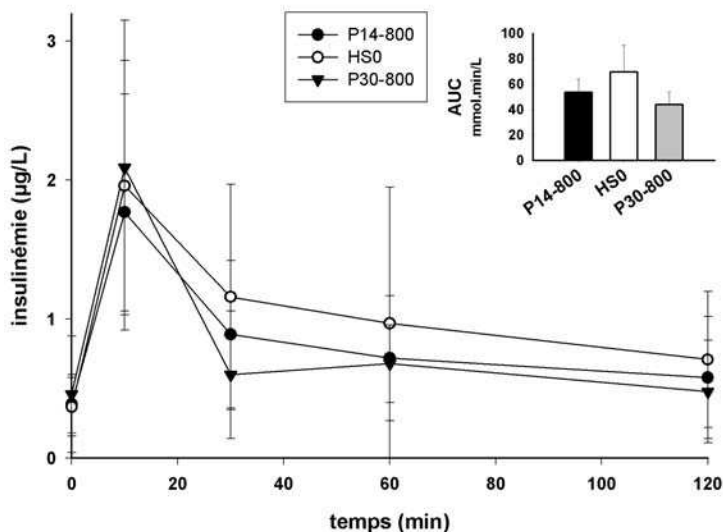 3
2
1
0
insulinémie (µg/L)
0 20 40 60 80 100 120
temps (min)
P14-800
HS0
P30-800
100
80
60
40
20
0
AUC
mmol.min/L
P14-800
HS0
P30-800